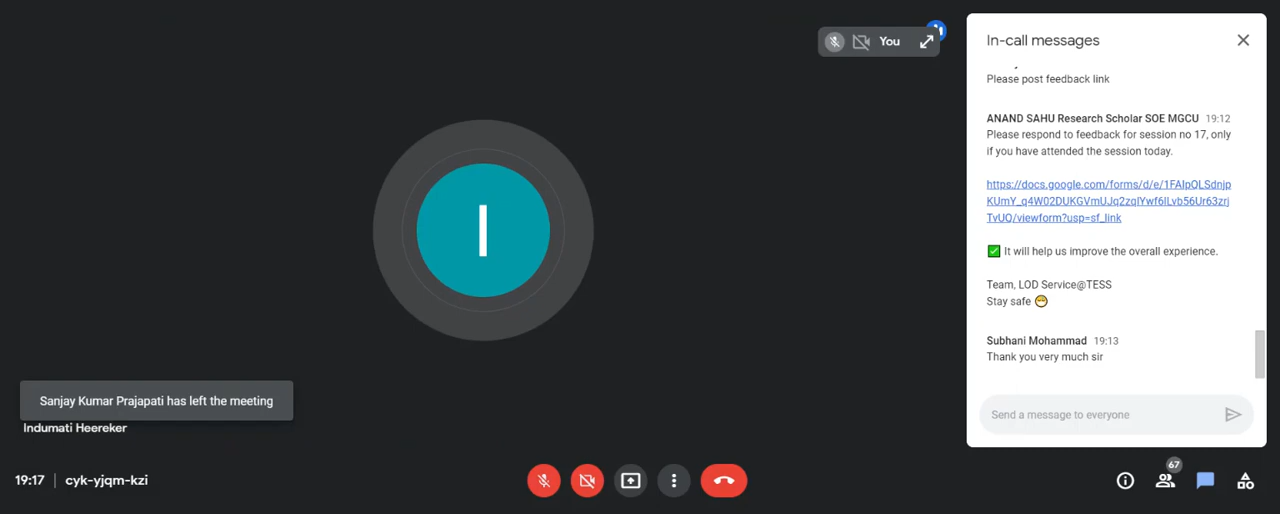 You
In-call messages
Please post feedback link
ANAND SAHU Research Scholar SOE MGCU 19:12
Please respond to feedback for session no 17, only
if you have attended the session today.
https://docs.google.com/forms/d/e/1FAIpQLSdnjp
KUmY_q4W02DUKGVmUJq2zqIYwf6ILvb56Ur63zrj
TvUQ/viewform?usp=sf_link
✅ It will help us improve the overall experience.
Team, LOD Service@TESS
Stay safe 😷
Subhani Mohammad 19:13
Thank you very much sir
Send a message to everyone
I
Sanjay Kumar Prajapati has left the meeting
Indumati Heereker
19:17 | cyk-yjqm-kzi
67